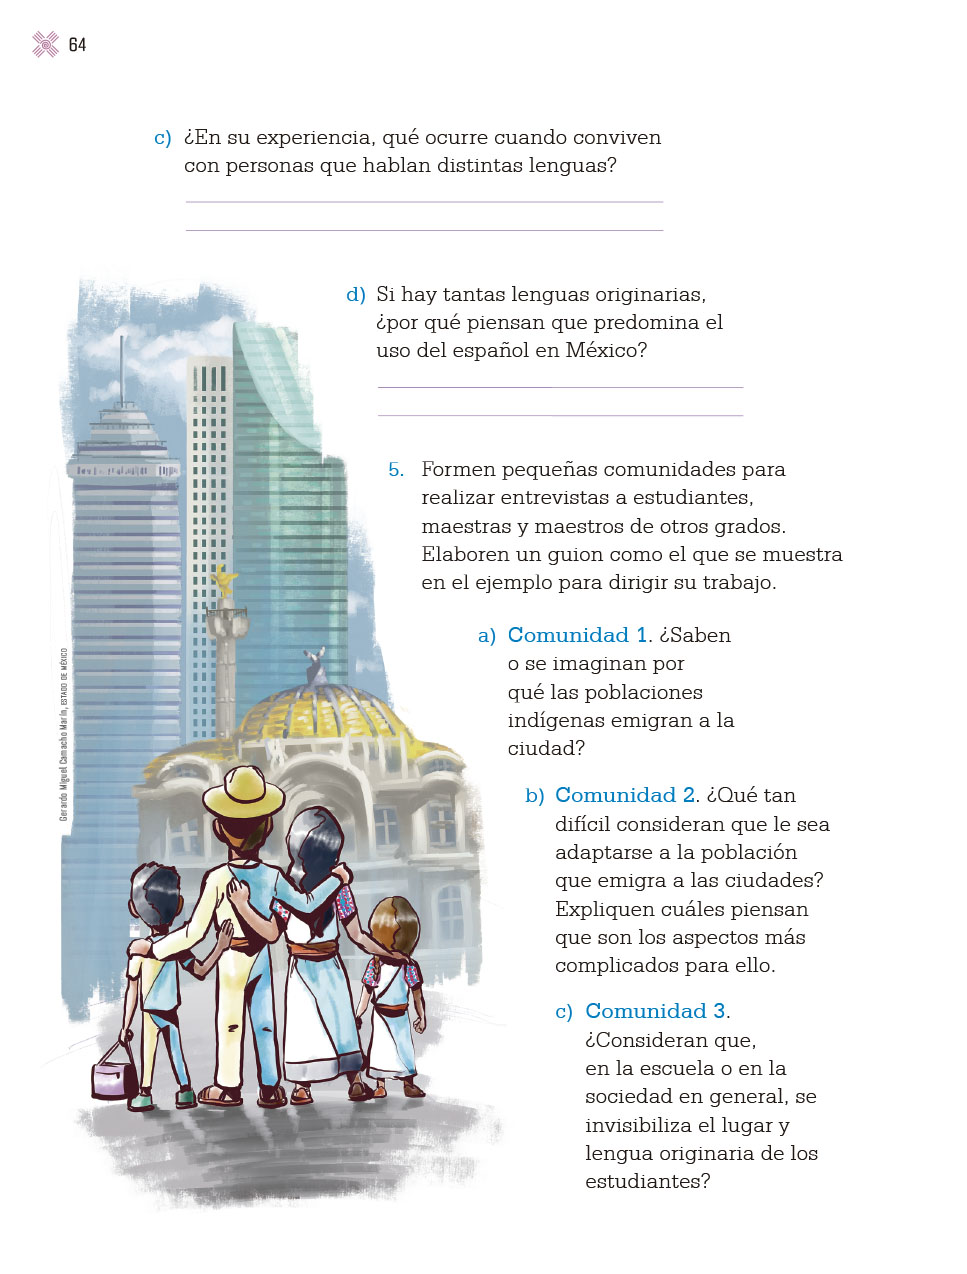 64
c) ¿En su experiencia, qué ocurre cuando conviven
con personas que hablan distintas lenguas?
d) Si hay tantas lenguas originarias,
¿por qué piensan que predomina el
uso del español en México?
5. Formen pequeñas comunidades para
realizar entrevistas a estudiantes,
maestras y maestros de otros grados.
Elaboren un guion como el que se muestra
en el ejemplo para dirigir su trabajo.
a) Comunidad 1. ¿Saben
o se imaginan por
qué las poblaciones
indígenas emigran a la
ciudad?
b) Comunidad 2. ¿Qué tan
difícil consideran que le sea
adaptarse a la población
que emigra a las ciudades?
Expliquen cuáles piensan
que son los aspectos más
complicados para ello.
c) Comunidad 3.
¿Consideran que,
en la escuela o en la
sociedad en general, se
invisibiliza el lugar y
lengua originaria de los
estudiantes?
Gerardo Miguel Camacho Marín, ESTADO DE MÉXICO